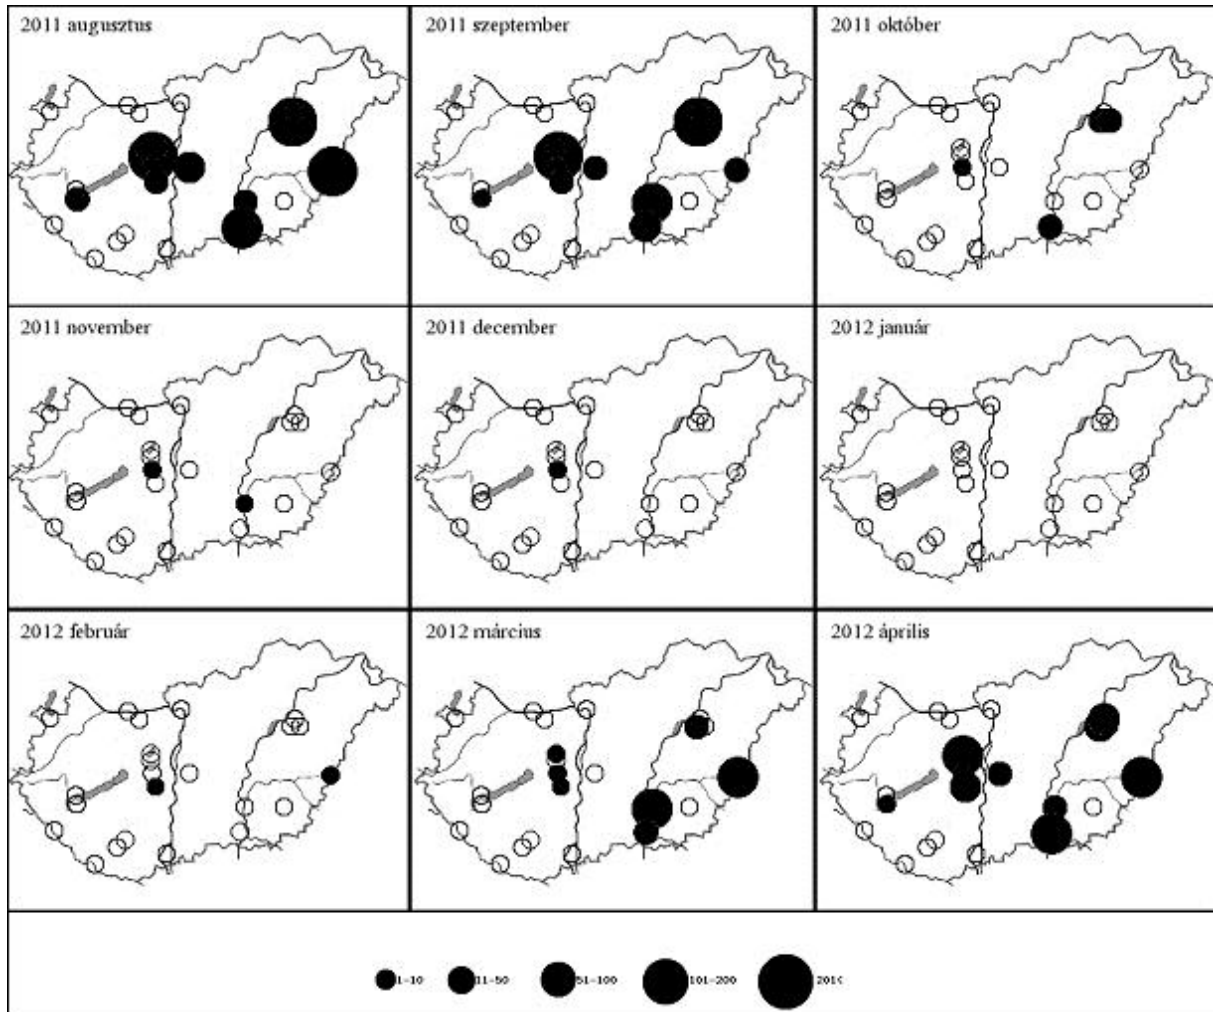 2011 augusztus
2011 szeptember
2011 október
2011 november
2011 december
2012 január
2012 február
2012 március
2012 április
1-10
11-50
51-100
101-200
201<